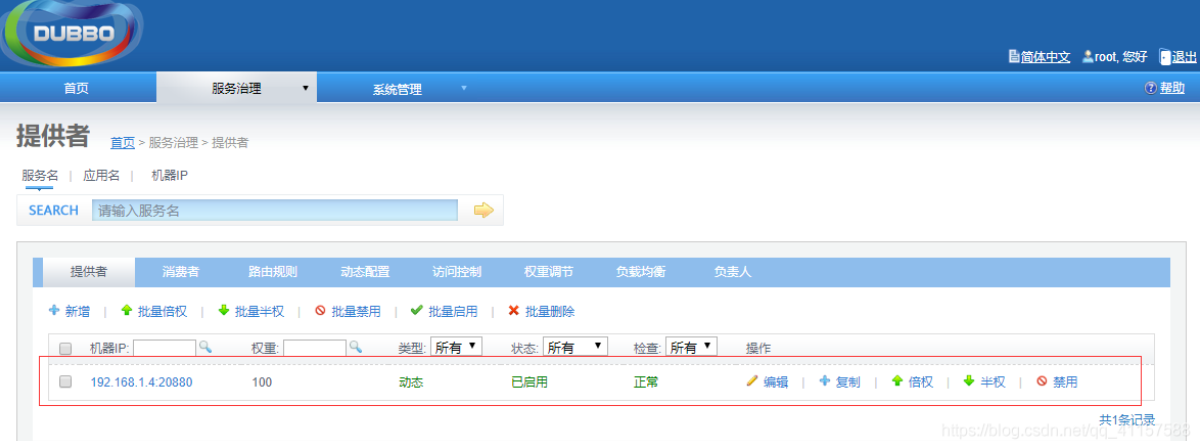 DUBBO
简体中文 root, 您好 退出
首页 服务治理 系统管理 帮助
提供者 首页 > 服务治理 > 提供者
服务名 | 应用名 | 机器IP
SEARCH 请输入服务名
提供者 消费者 路由规则 动态配置 访问控制 权重调节 负载均衡 负责人
新增 | 批量倍权 | 批量半权 | 批量禁用 | 批量启用 | 批量删除
机器IP: 权重: 类型: 所有 状态: 所有 检查: 所有 操作
192.168.1.4:20880 100 动态 已启用 正常 编辑 | 复制 | 倍权 | 半权 | 禁用
共1条记录
https://blog.csdn.net/qq_41157588